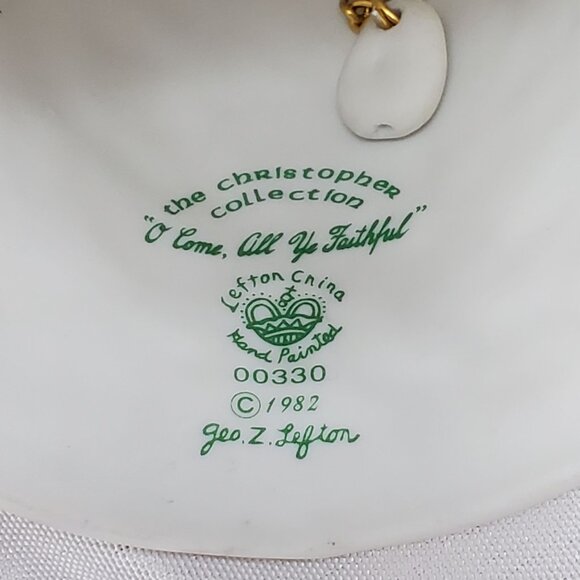 the Christopher
Collection
"O Come, All Ye Faithful"
Lefton China
Hand Painted
00330
© 1982
Geo. Z. Lefton